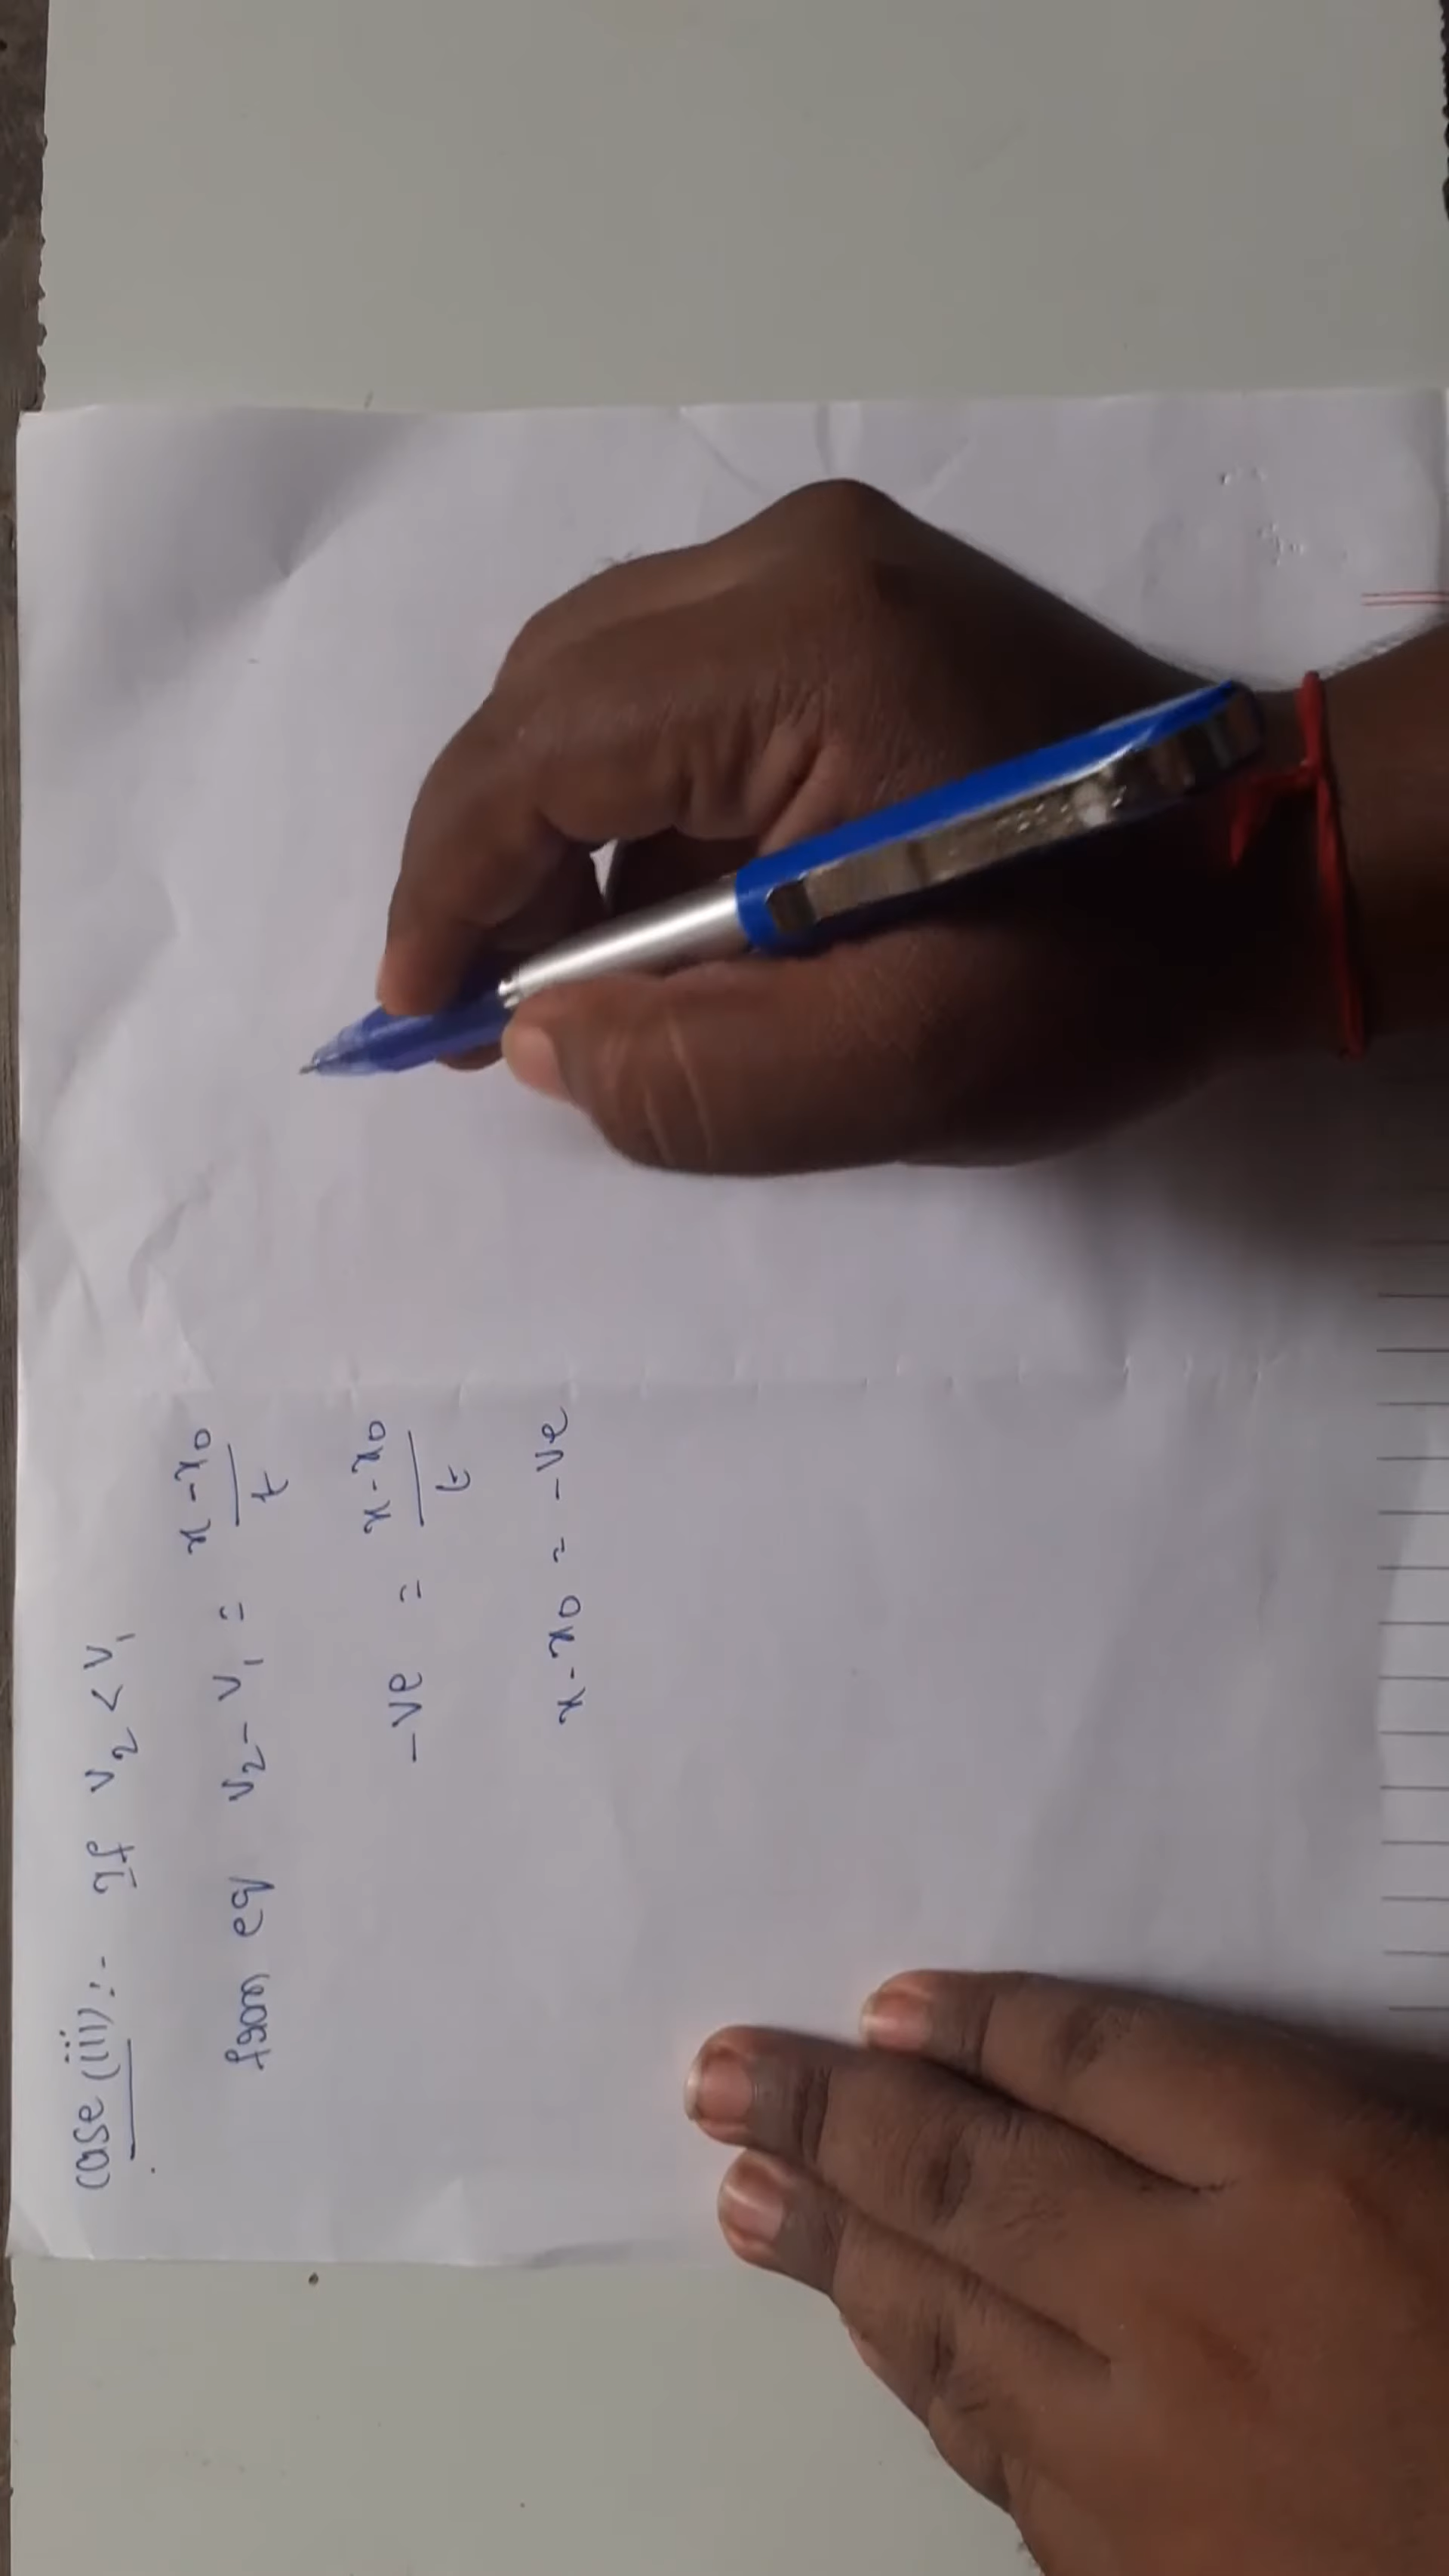 case (iii):- If v₂ < v₁
from eq v₂ - v₁ = x - x₀ / t
-ve = x - x₀ / t
x - x₀ = -ve